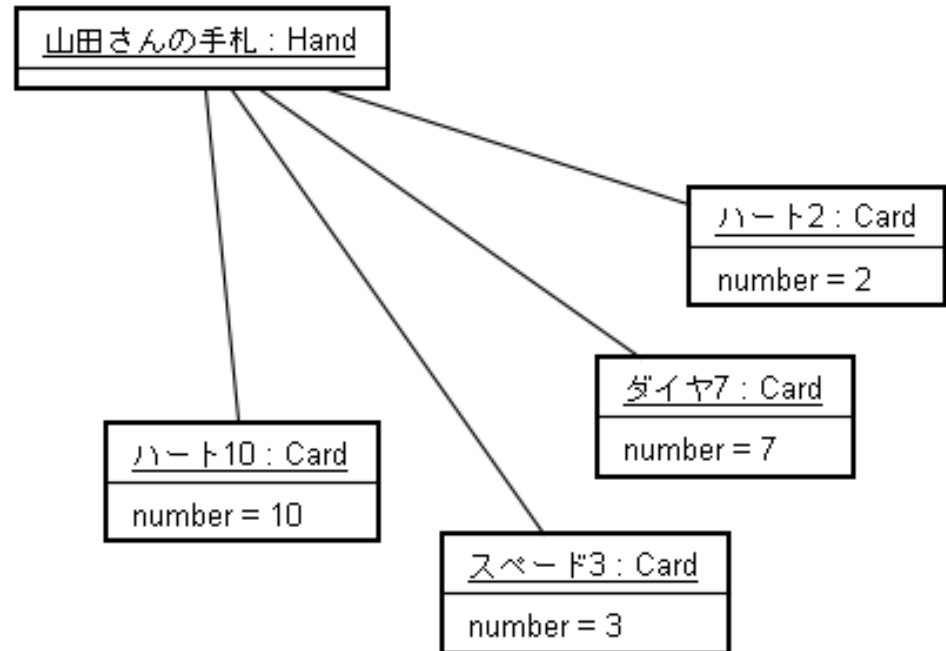 山田さんの手札 : Hand
ハート2 : Card
number = 2
ダイヤ7 : Card
number = 7
ハート10 : Card
number = 10
スペード3 : Card
number = 3